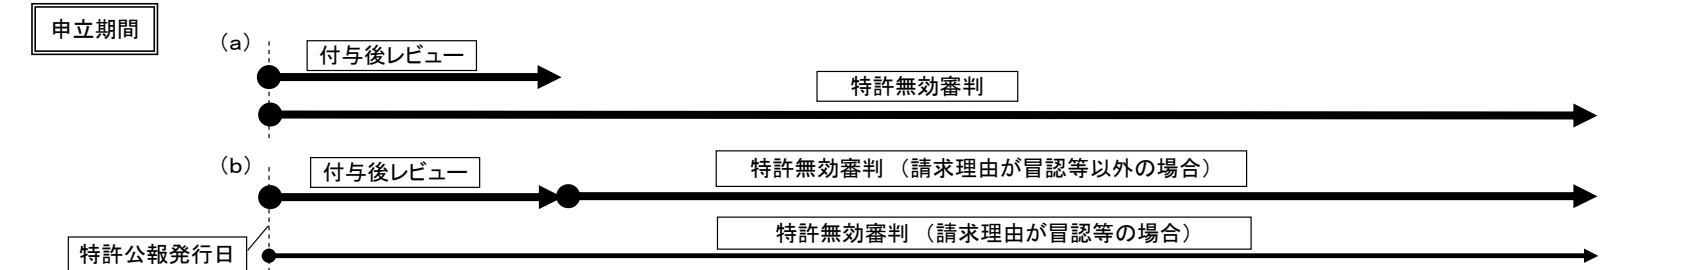 申立期間
（a）
付与後レビュー
特許無効審判
（b）
付与後レビュー
特許無効審判 （請求理由が冒認等以外の場合）
特許無効審判 （請求理由が冒認等の場合）
特許公報発行日